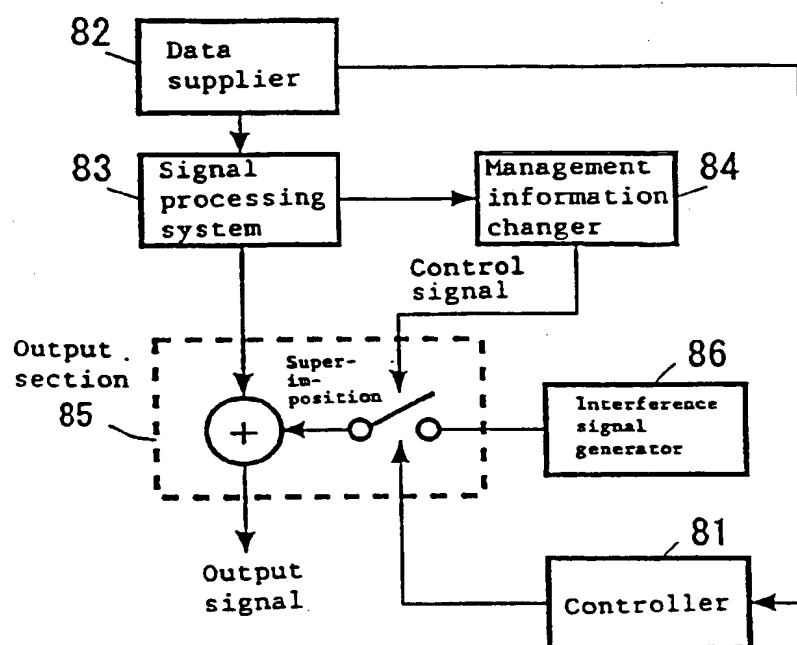 82
Data
supplier
83
Signal
processing
system
Management
information
changer
84
Control
signal
Output
section
85
Super-
im-
position
+
86
Interference
signal
generator
81
Controller
Output
signal